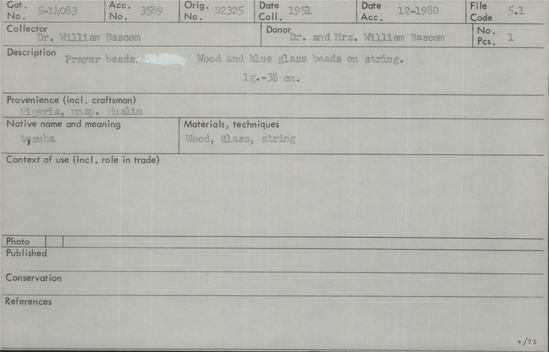 Cat. No. 5-14083 Acc. No. 3589 Orig. No. B2325 Date Coll. 1951 Date Acc. 12-1980 File Code 5.1
Collector Donor No. Pcs. 1
Dr. William Bascom Dr. and Mrs. William Bascom
Description
Prayer beads. Wood and blue glass beads on string.
lg.-38 cm.
Provenience (incl. craftsman)
Nigeria, unsp. Muslim
Native name and meaning Materials, techniques
tesuba Wood, Glass, string
Context of use (incl. role in trade)
Photo
Published
Conservation
References
4/75